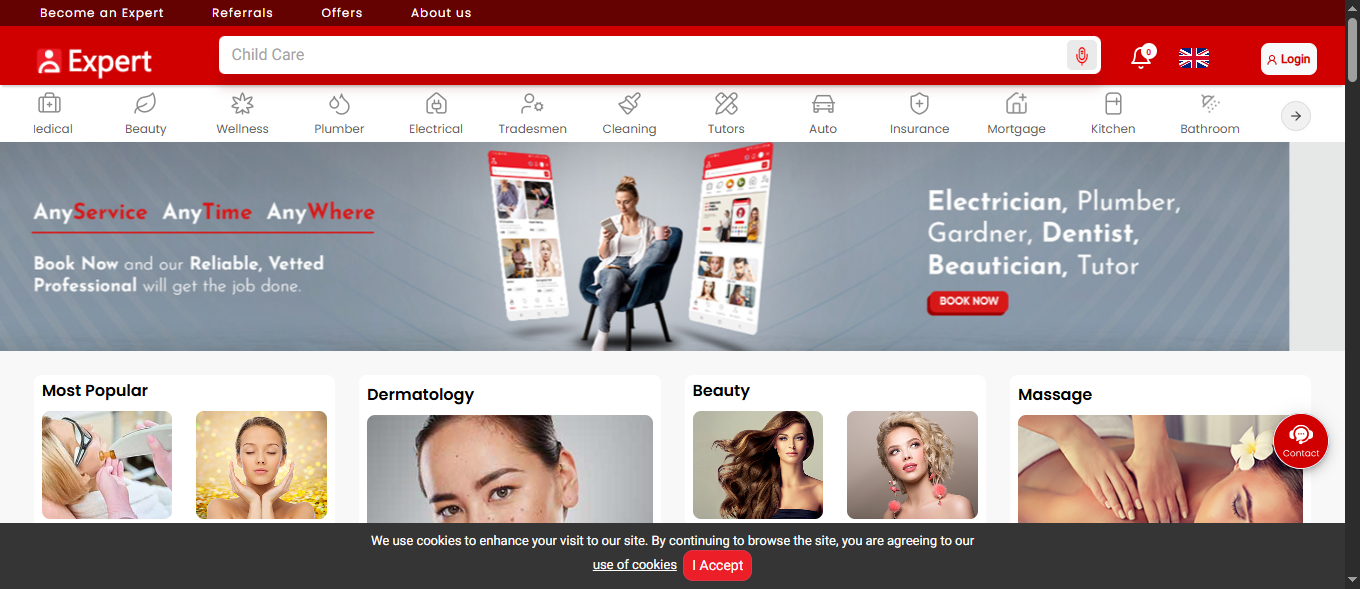 Become an Expert Referrals Offers About us
Expert
Child Care
0
Login
ledical Beauty Wellness Plumber Electrical Tradesmen Cleaning Tutors Auto Insurance Mortgage Kitchen Bathroom
AnyService AnyTime AnyWhere
Book Now and our Reliable, Vetted
Professional will get the job done.
Electrician, Plumber,
Gardner, Dentist,
Beautician, Tutor
BOOK NOW
Most Popular
Dermatology
Beauty
Massage
Contact
We use cookies to enhance your visit to our site. By continuing to browse the site, you are agreeing to our
use of cookies I Accept